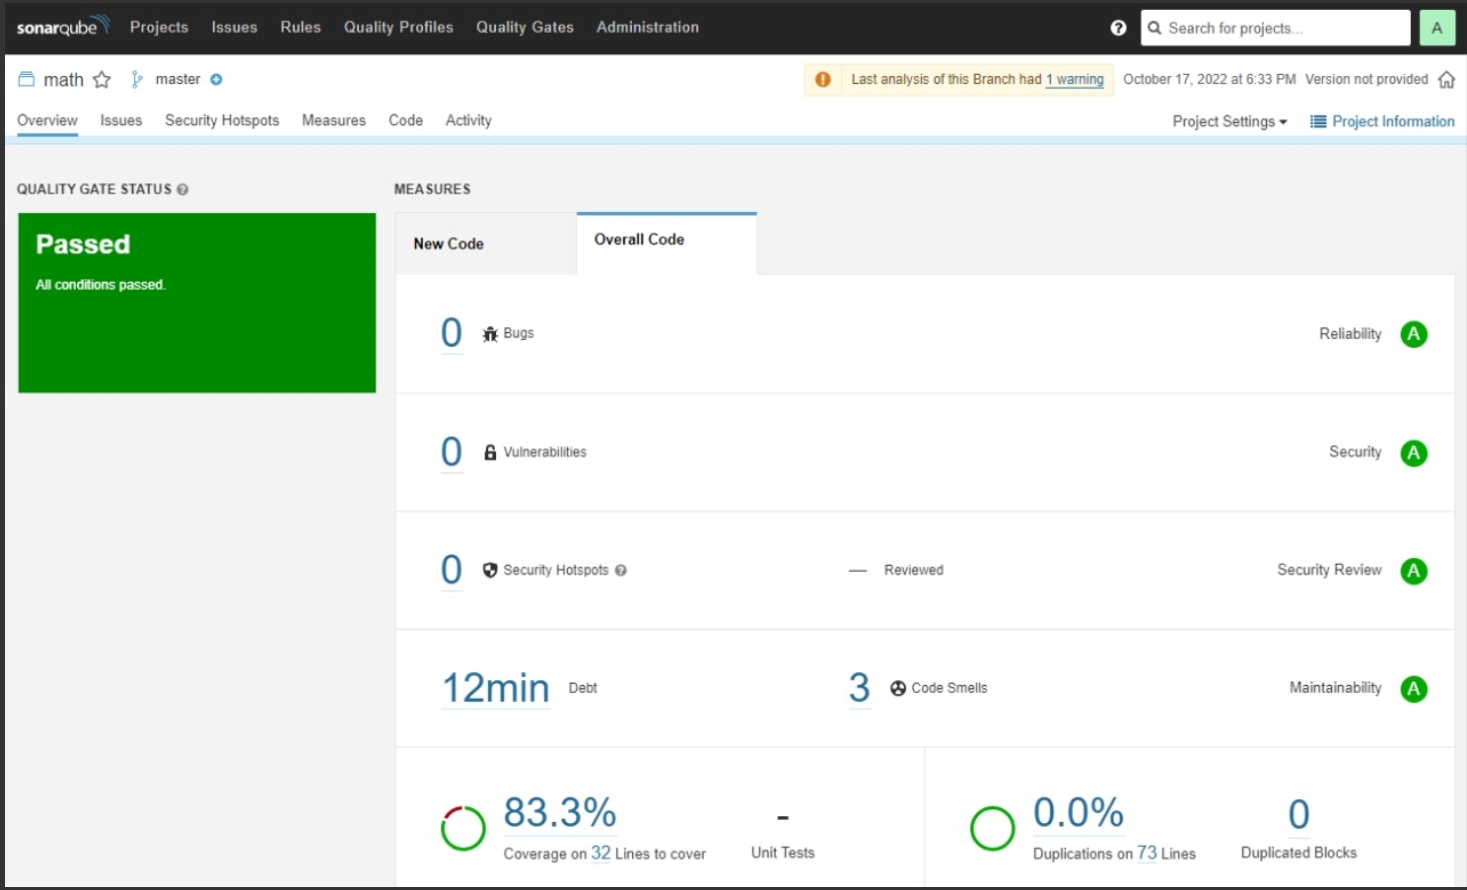 sonarqube Projects Issues Rules Quality Profiles Quality Gates Administration ? Search for projects... A
math master Last analysis of this Branch had 1 warning October 17, 2022 at 6:33 PM Version not provided
Overview Issues Security Hotspots Measures Code Activity Project Settings Project Information
QUALITY GATE STATUS ? MEASURES
Passed
All conditions passed.
New Code Overall Code
0 Bugs Reliability A
0 Vulnerabilities Security A
0 Security Hotspots ? — Reviewed Security Review A
12min Debt 3 Code Smells Maintainability A
83.3% - 0.0% 0
Coverage on 32 Lines to cover Unit Tests Duplications on 73 Lines Duplicated Blocks